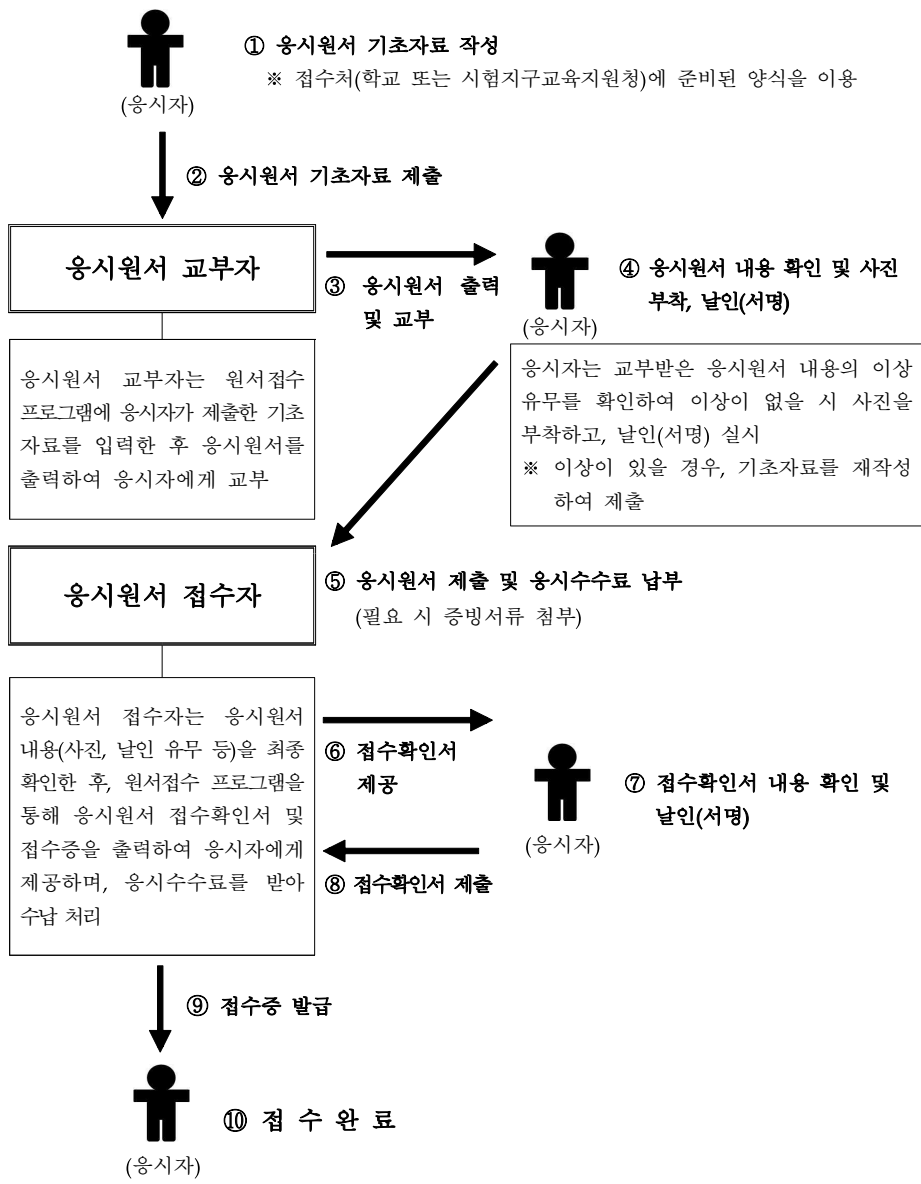 ① 응시원서 기초자료 작성
※ 접수처(학교 또는 시험지구교육지원청)에 준비된 양식을 이용
(응시자)
② 응시원서 기초자료 제출
응시원서 교부자
③ 응시원서 출력
및 교부
(응시자)
④ 응시원서 내용 확인 및 사진
부착, 날인(서명)
응시원서 교부자는 원서접수
프로그램에 응시자가 제출한 기초
자료를 입력한 후 응시원서를
출력하여 응시자에게 교부
응시자는 교부받은 응시원서 내용의 이상
유무를 확인하여 이상이 없을 시 사진을
부착하고, 날인(서명) 실시
※ 이상이 있을 경우, 기초자료를 재작성
하여 제출
응시원서 접수자
⑤ 응시원서 제출 및 응시수수료 납부
(필요 시 증빙서류 첨부)
응시원서 접수자는 응시원서
내용(사진, 날인 유무 등)을 최종
확인한 후, 원서접수 프로그램을
통해 응시원서 접수확인서 및
접수증을 출력하여 응시자에게
제공하며, 응시수수료를 받아
수납 처리
⑥ 접수확인서
제공
(응시자)
⑦ 접수확인서 내용 확인 및
날인(서명)
⑧ 접수확인서 제출
⑨ 접수증 발급
⑩ 접 수 완 료
(응시자)